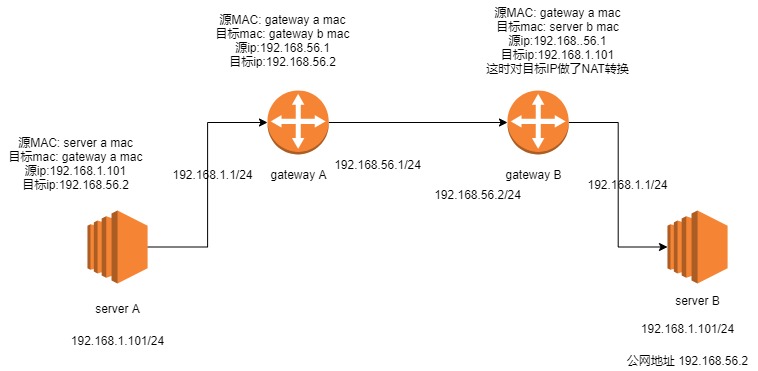 源MAC: gateway a mac
目标mac: gateway b mac
源ip:192.168.56.1
目标ip:192.168.56.2
源MAC: gateway a mac
目标mac: server b mac
源ip:192.168..56.1
目标ip:192.168.1.101
这时对目标IP做了NAT转换
源MAC: server a mac
目标mac: gateway a mac
源ip:192.168.1.101
目标ip:192.168.56.2
192.168.1.1/24
gateway A
192.168.56.1/24
192.168.56.2/24
gateway B
192.168.1.1/24
server A
192.168.1.101/24
server B
192.168.1.101/24
公网地址 192.168.56.2